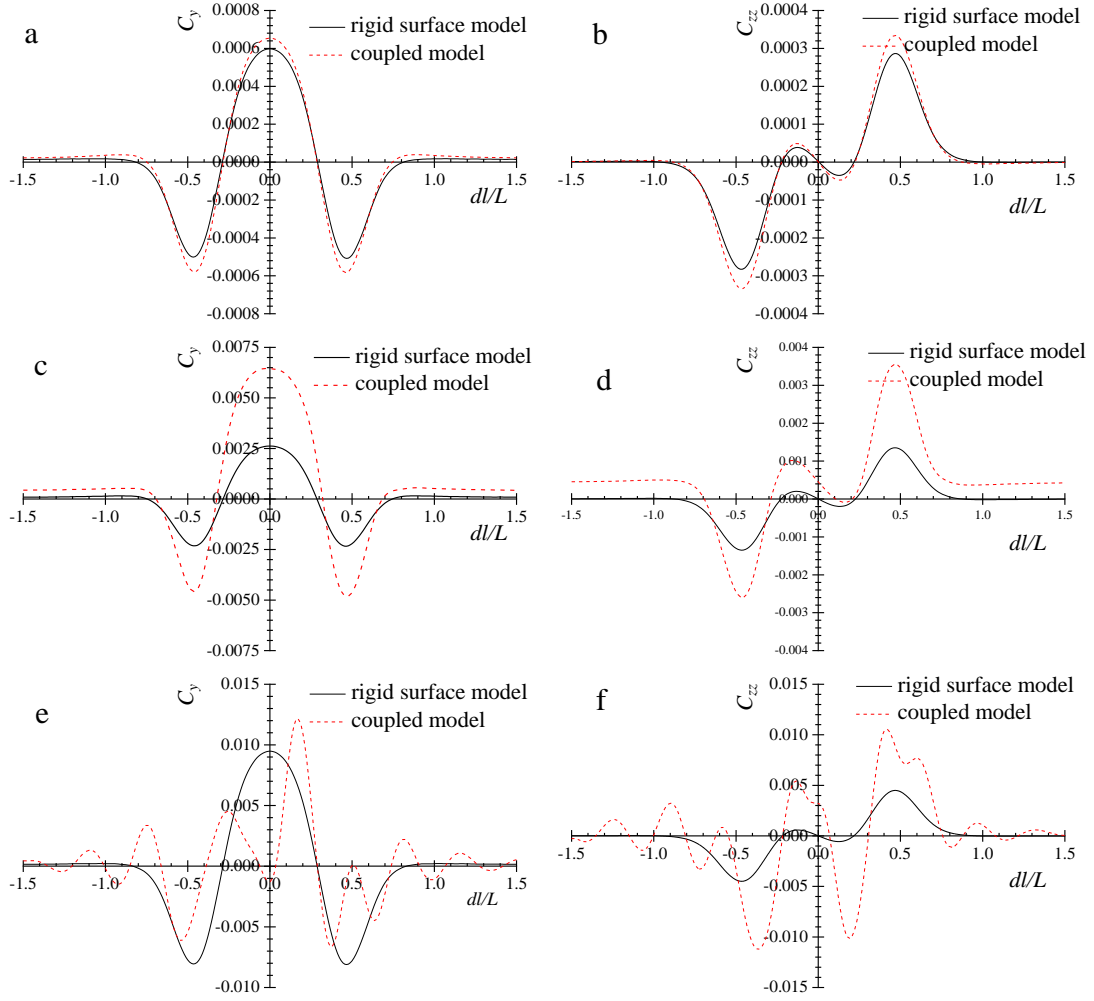 a
C_y
rigid surface model
coupled model
0.0008
0.0006
0.0004
0.0002
0.0000
-0.0002
-0.0004
-0.0006
-0.0008
-1.5 -1.0 -0.5 0.0 0.5 1.0 1.5
dl/L
b
C_zz
rigid surface model
coupled model
0.0004
0.0003
0.0002
0.0001
0.0000
-0.0001
-0.0002
-0.0003
-0.0004
-1.5 -1.0 -0.5 0.00 0.5 1.0 1.5
dl/L
c
C_y
rigid surface model
coupled model
0.0075
0.0050
0.0025
0.0000
-0.0025
-0.0050
-0.0075
-1.5 -1.0 -0.5 0.0 0.5 1.0 1.5
dl/L
d
C_zz
rigid surface model
coupled model
0.004
0.003
0.002
0.001
0.000
-0.001
-0.002
-0.003
-0.004
-1.5 -1.0 -0.5 0.00 0.5 1.0 1.5
dl/L
e
C_y
rigid surface model
coupled model
0.015
0.010
0.005
0.000
-0.005
-0.010
-1.5 -1.0 -0.5 0.0 0.5 1.0 1.5
dl/L
f
C_zz
rigid surface model
coupled model
0.015
0.010
0.005
0.000
-0.005
-0.010
-0.015
-1.5 -1.0 -0.5 0.00 0.5 1.0 1.5
dl/L